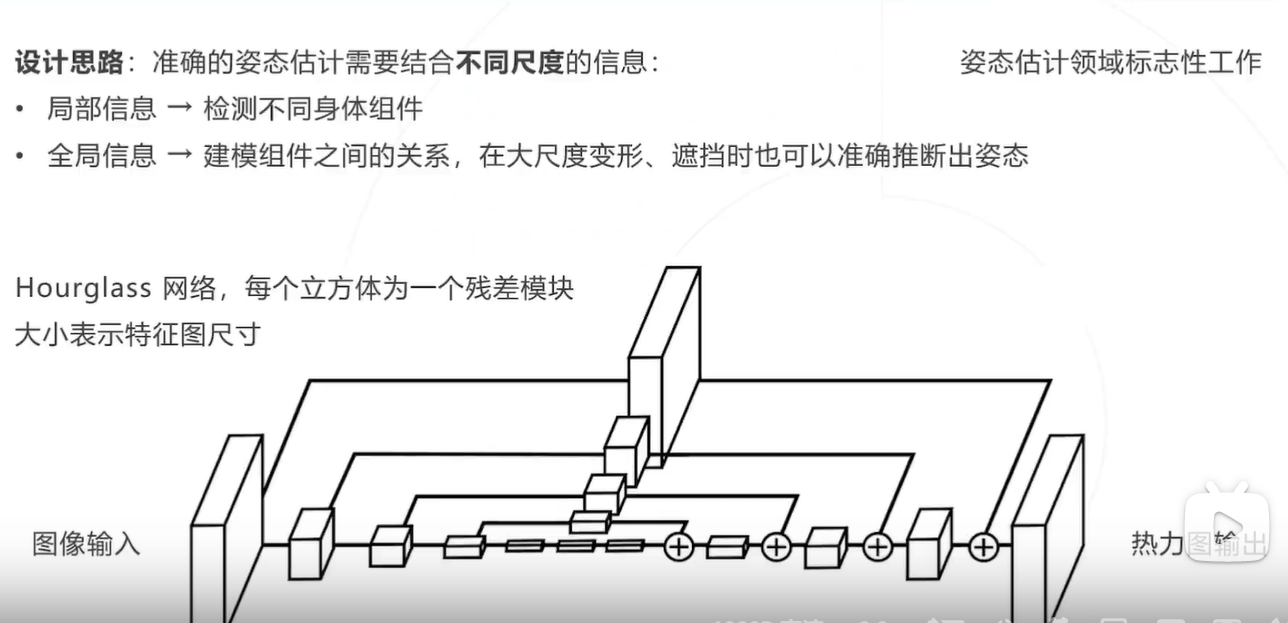 设计思路：准确的姿态估计需要结合不同尺度的信息：
姿态估计领域标志性工作
• 局部信息 → 检测不同身体组件
• 全局信息 → 建模组件之间的关系，在大尺度变形、遮挡时也可以准确推断出姿态
Hourglass 网络，每个立方体为一个残差模块
大小表示特征图尺寸
图像输入
热力图输出